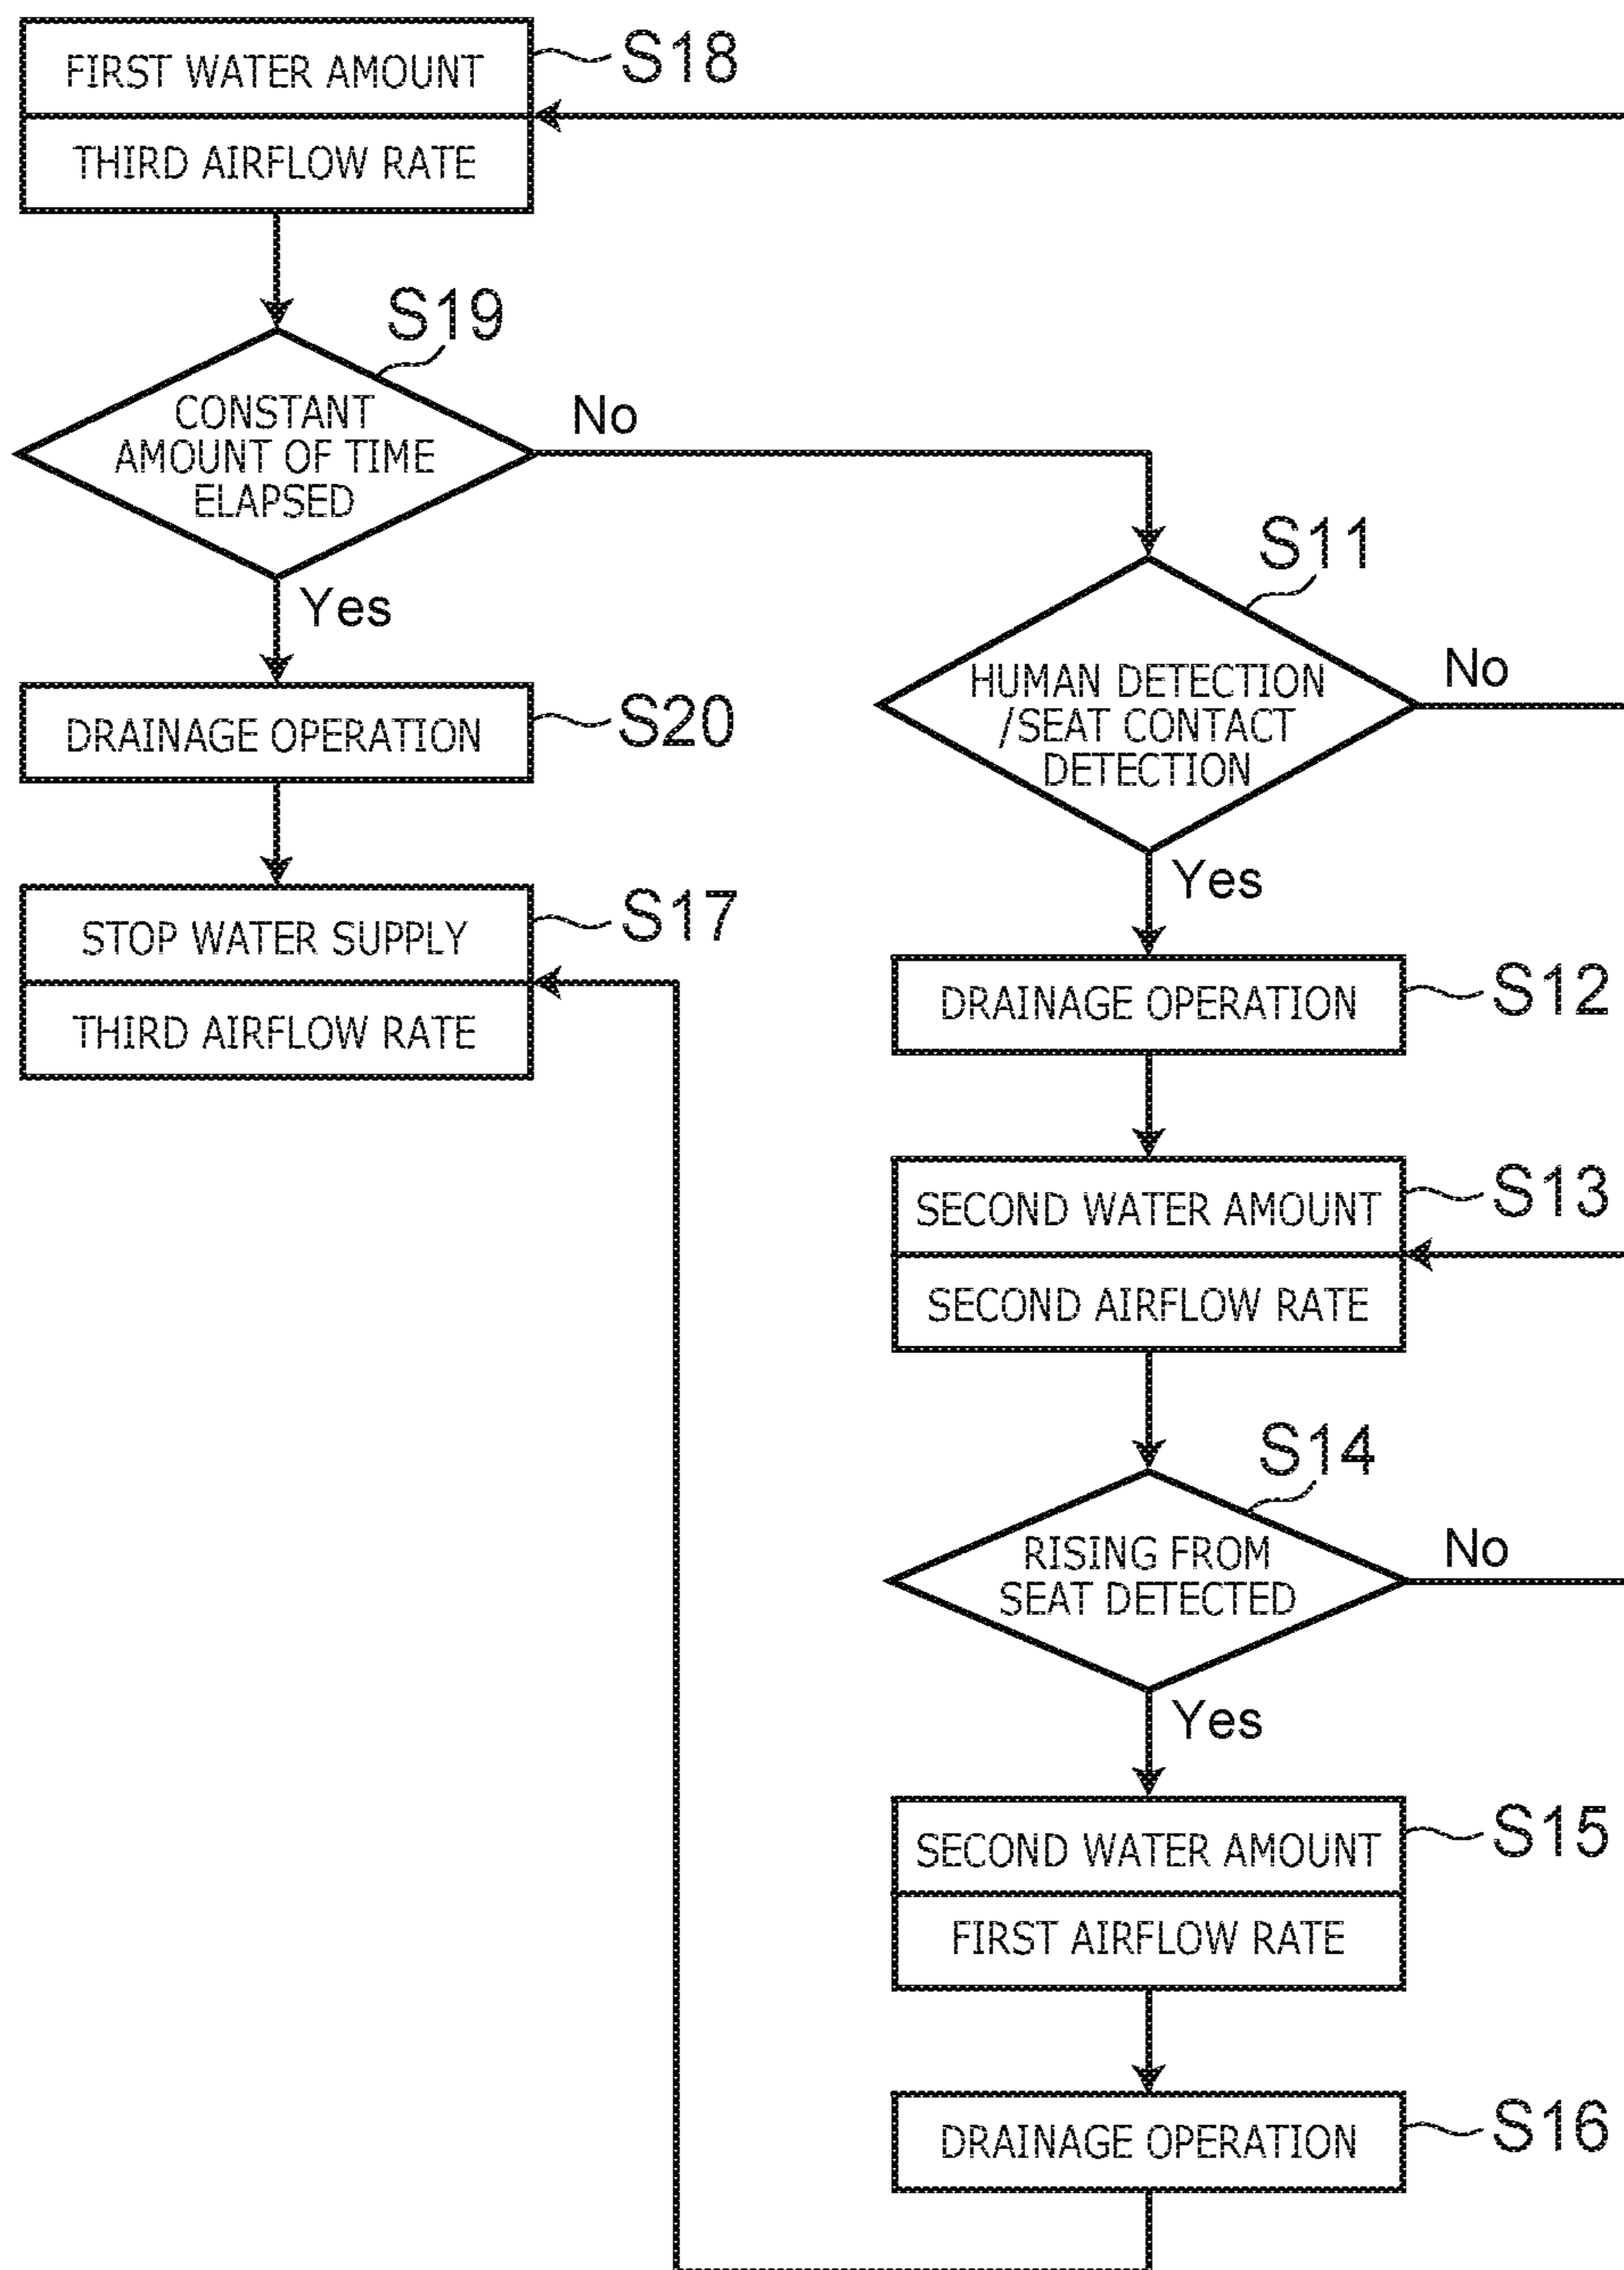 FIRST WATER AMOUNT
THIRD AIRFLOW RATE
S18
S19
CONSTANT
AMOUNT OF TIME
ELAPSED
No
Yes
DRAINAGE OPERATION
S20
STOP WATER SUPPLY
THIRD AIRFLOW RATE
S17
S11
HUMAN DETECTION
/SEAT CONTACT
DETECTION
No
Yes
DRAINAGE OPERATION
S12
SECOND WATER AMOUNT
SECOND AIRFLOW RATE
S13
S14
RISING FROM
SEAT DETECTED
No
Yes
SECOND WATER AMOUNT
FIRST AIRFLOW RATE
S15
DRAINAGE OPERATION
S16